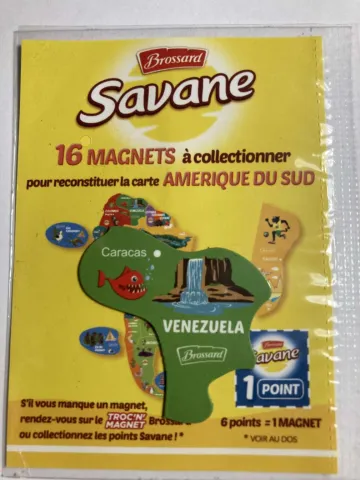 Brossard
Savane
16 MAGNETS à collectionner
pour reconstituer la carte AMERIQUE DU SUD
Caracas
VENEZUELA
Brossard
Brossard
Savane
1 POINT
S'il vous manque un magnet,
rendez-vous sur le TROC'N' MAGNET Brossard
ou collectionnez les points Savane ! *
6 points = 1 MAGNET
* VOIR AU DOS